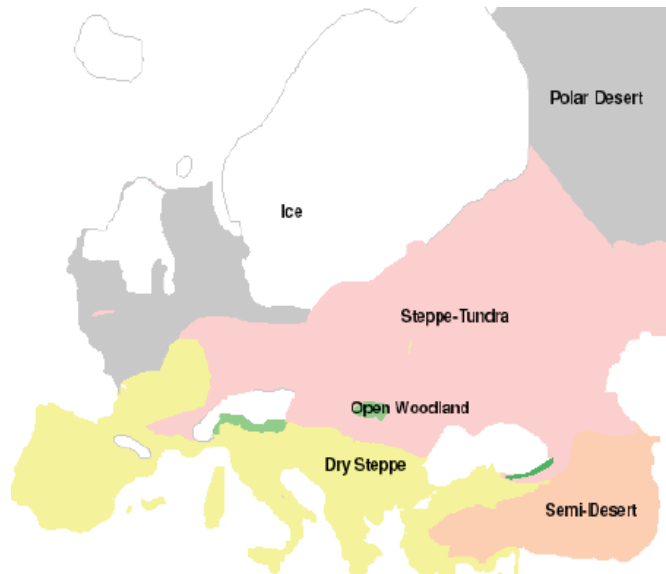 Polar Desert
Ice
Steppe-Tundra
Open Woodland
Dry Steppe
Semi-Desert